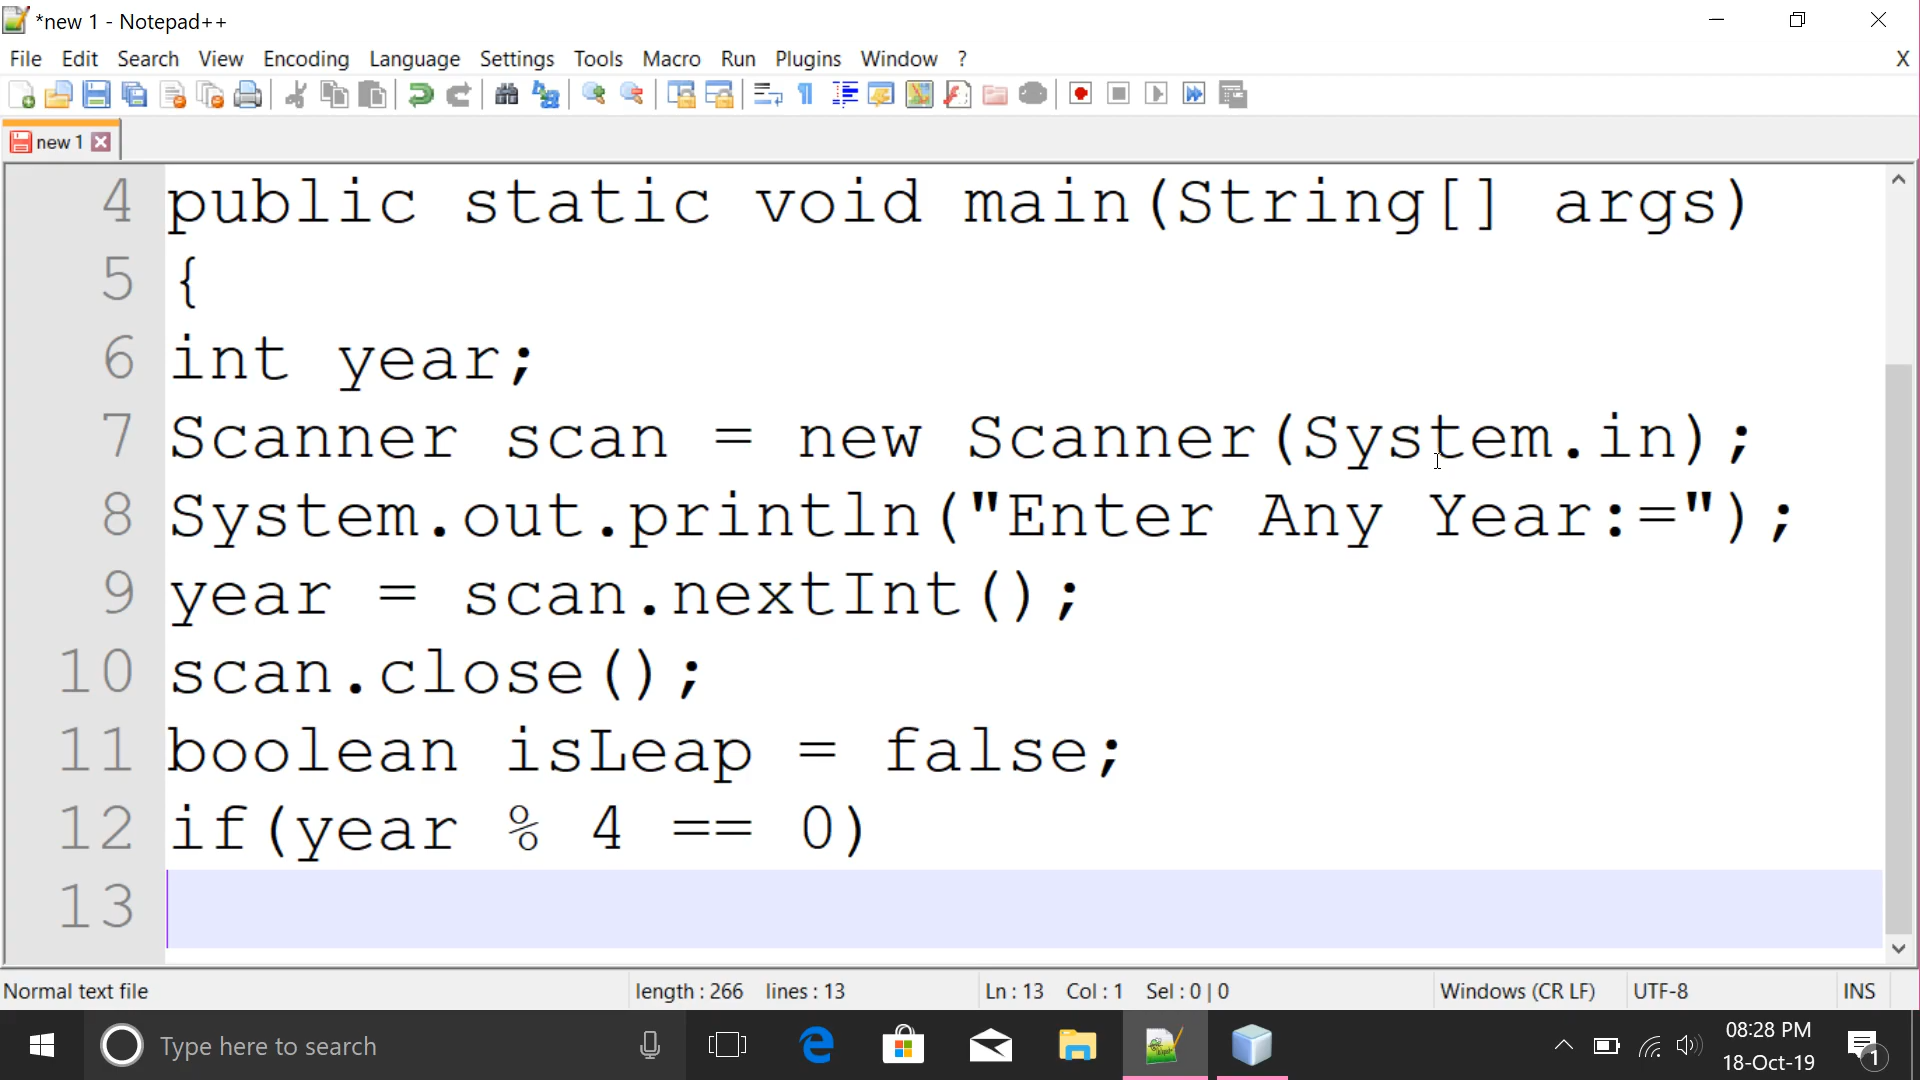 *new 1 - Notepad++
File Edit Search View Encoding Language Settings Tools Macro Run Plugins Window ? X
new 1
4 public static void main(String[] args)
5 {
6 int year;
7 Scanner scan = new Scanner(System.in);
8 System.out.println("Enter Any Year:=");
9 year = scan.nextInt();
10 scan.close();
11 boolean isLeap = false;
12 if(year % 4 == 0)
13
Normal text file length : 266 lines : 13 Ln : 13 Col : 1 Sel : 0 | 0 Windows (CR LF) UTF-8 INS
Type here to search
08:28 PM
18-Oct-19
1